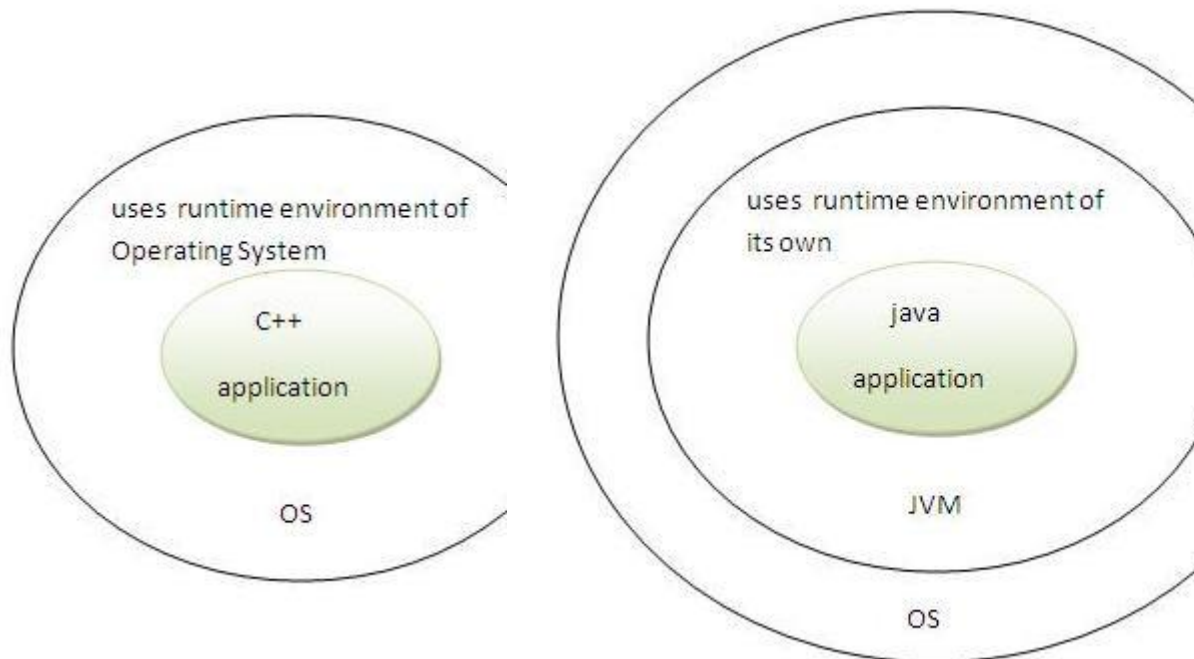 uses runtime environment of
Operating System
C++
application
OS
uses runtime environment of
its own
java
application
JVM
OS